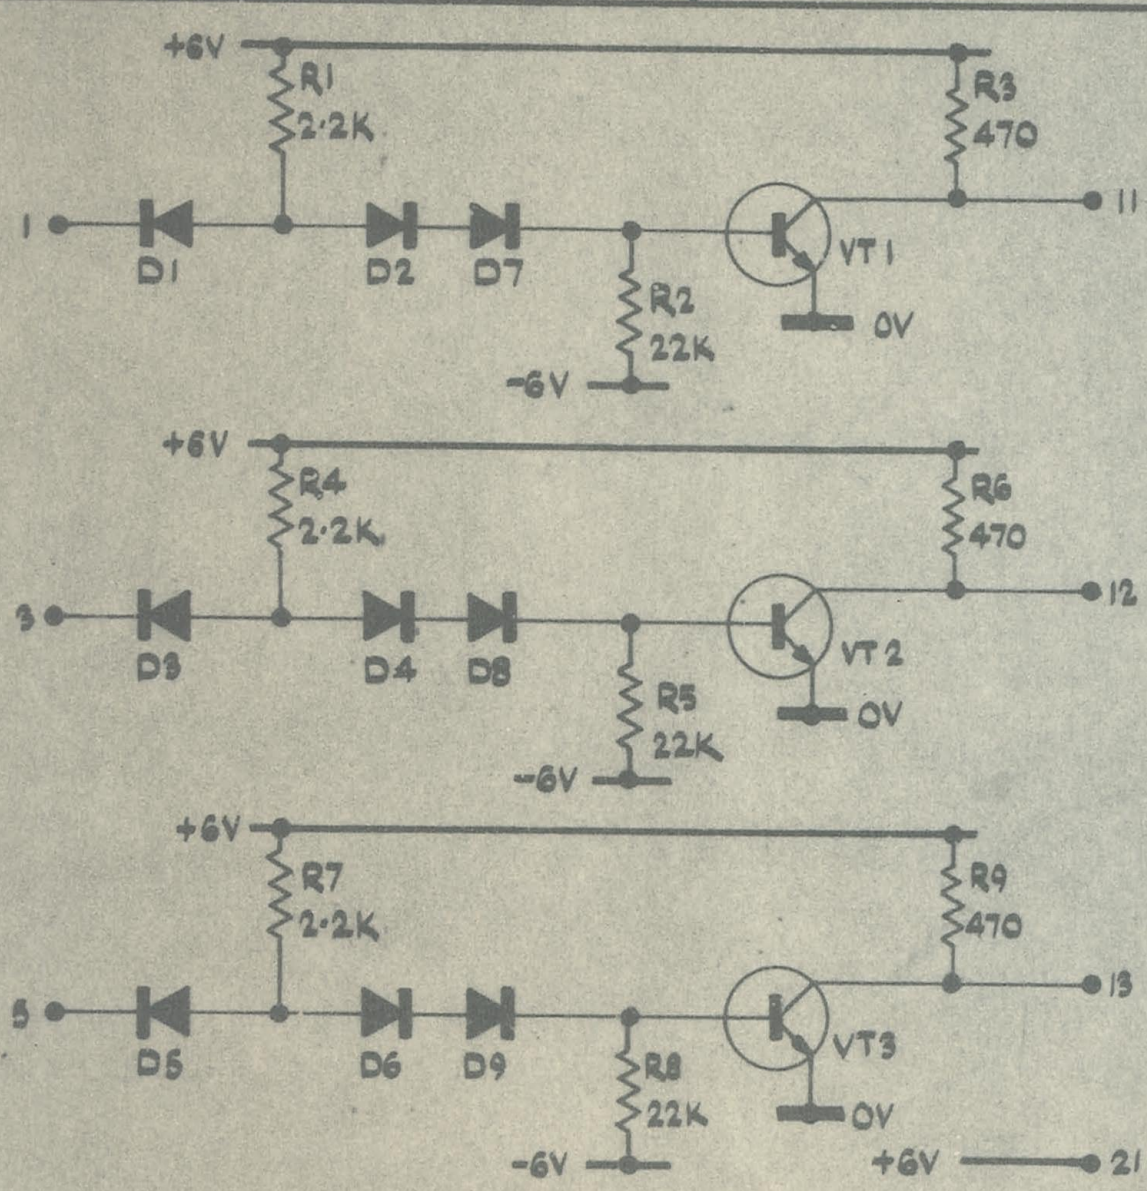 +6V
R1
2.2K
R3
470
1
11
D1
D2
D7
VT1
R2
22K
0V
-6V
+6V
R4
2.2K
R6
470
3
12
D3
D4
D8
VT2
R5
22K
0V
-6V
+6V
R7
2.2K
R9
470
5
13
D5
D6
D9
VT3
R8
22K
0V
-6V
+6V
21